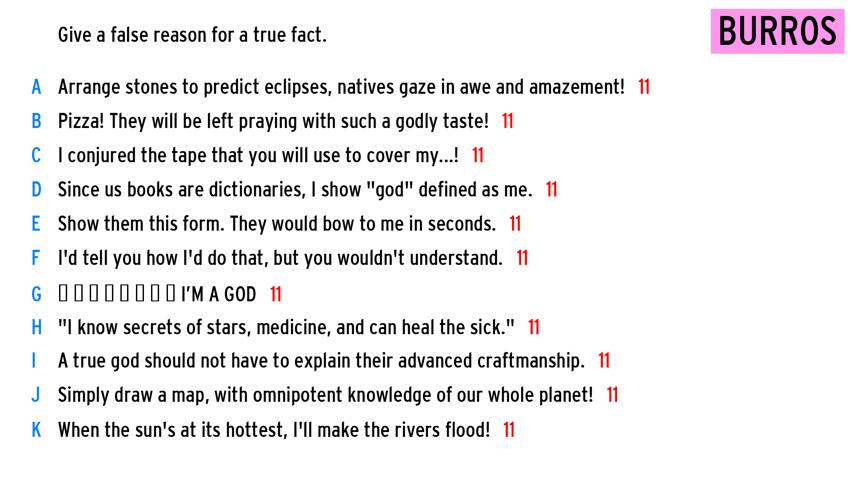 Give a false reason for a true fact.
BURROS
A Arrange stones to predict eclipses, natives gaze in awe and amazement! 11
B Pizza! They will be left praying with such a godly taste! 11
C I conjured the tape that you will use to cover my...! 11
D Since us books are dictionaries, I show "god" defined as me. 11
E Show them this form. They would bow to me in seconds. 11
F I'd tell you how I'd do that, but you wouldn't understand. 11
G ▯ ▯ ▯ ▯ ▯ ▯ ▯ ▯ I'M A GOD 11
H "I know secrets of stars, medicine, and can heal the sick." 11
I A true god should not have to explain their advanced craftmanship. 11
J Simply draw a map, with omnipotent knowledge of our whole planet! 11
K When the sun's at its hottest, I'll make the rivers flood! 11